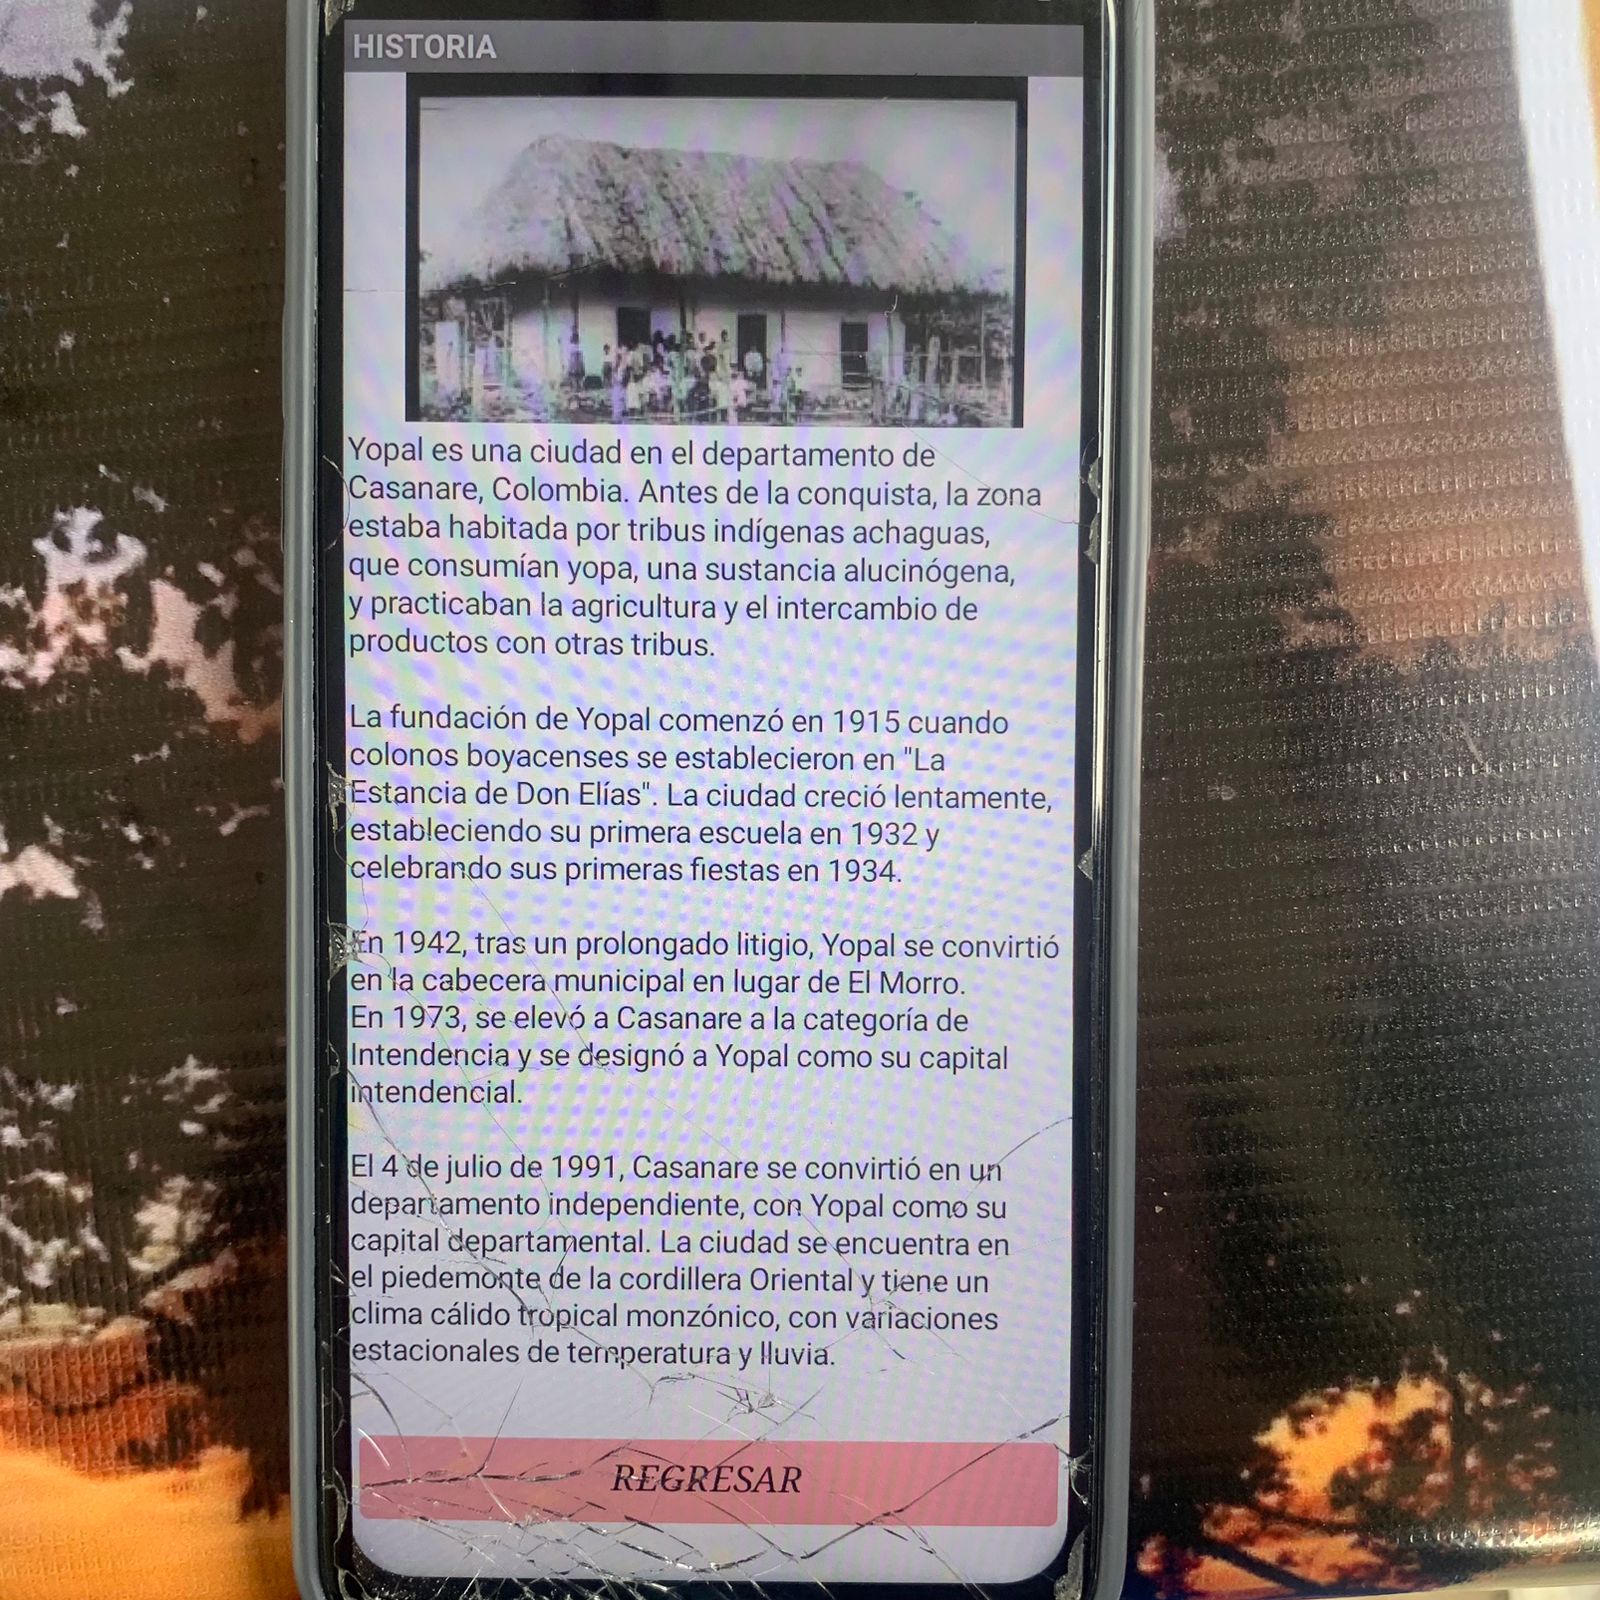 HISTORIA
Yopal es una ciudad en el departamento de
Casanare, Colombia. Antes de la conquista, la zona
estaba habitada por tribus indígenas achaguas,
que consumían yopa, una sustancia alucinógena,
y practicaban la agricultura y el intercambio de
productos con otras tribus.
La fundación de Yopal comenzó en 1915 cuando
colonos boyacenses se establecieron en "La
Estancia de Don Elías". La ciudad creció lentamente,
estableciendo su primera escuela en 1932 y
celebrando sus primeras fiestas en 1934.
En 1942, tras un prolongado litigio, Yopal se convirtió
en la cabecera municipal en lugar de El Morro.
En 1973, se elevó a Casanare a la categoría de
Intendencia y se designó a Yopal como su capital
intendencial.
El 4 de julio de 1991, Casanare se convirtió en un
departamento independiente, con Yopal como su
capital departamental. La ciudad se encuentra en
el piedemonte de la cordillera Oriental y tiene un
clima cálido tropical monzónico, con variaciones
estacionales de temperatura y lluvia.
REGRESAR